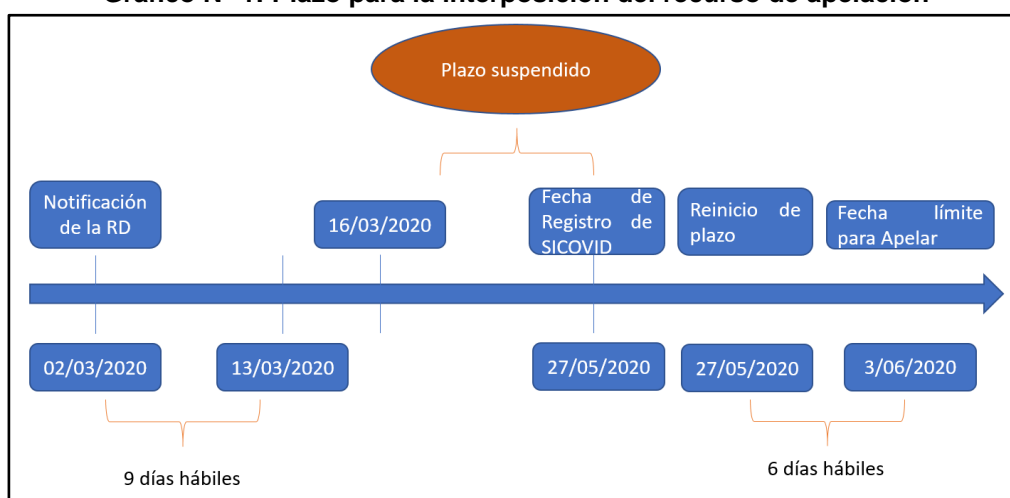 Gráfico N° Plazo para la interposición del recurso de apelación
Plazo suspendido
Notificación
de la RD
16/03/2020
Fecha de
Registro de
SICOVID
Reinicio de
plazo
Fecha límite
para Apelar
02/03/2020
13/03/2020
27/05/2020
27/05/2020
3/06/2020
9 días hábiles
6 días hábiles